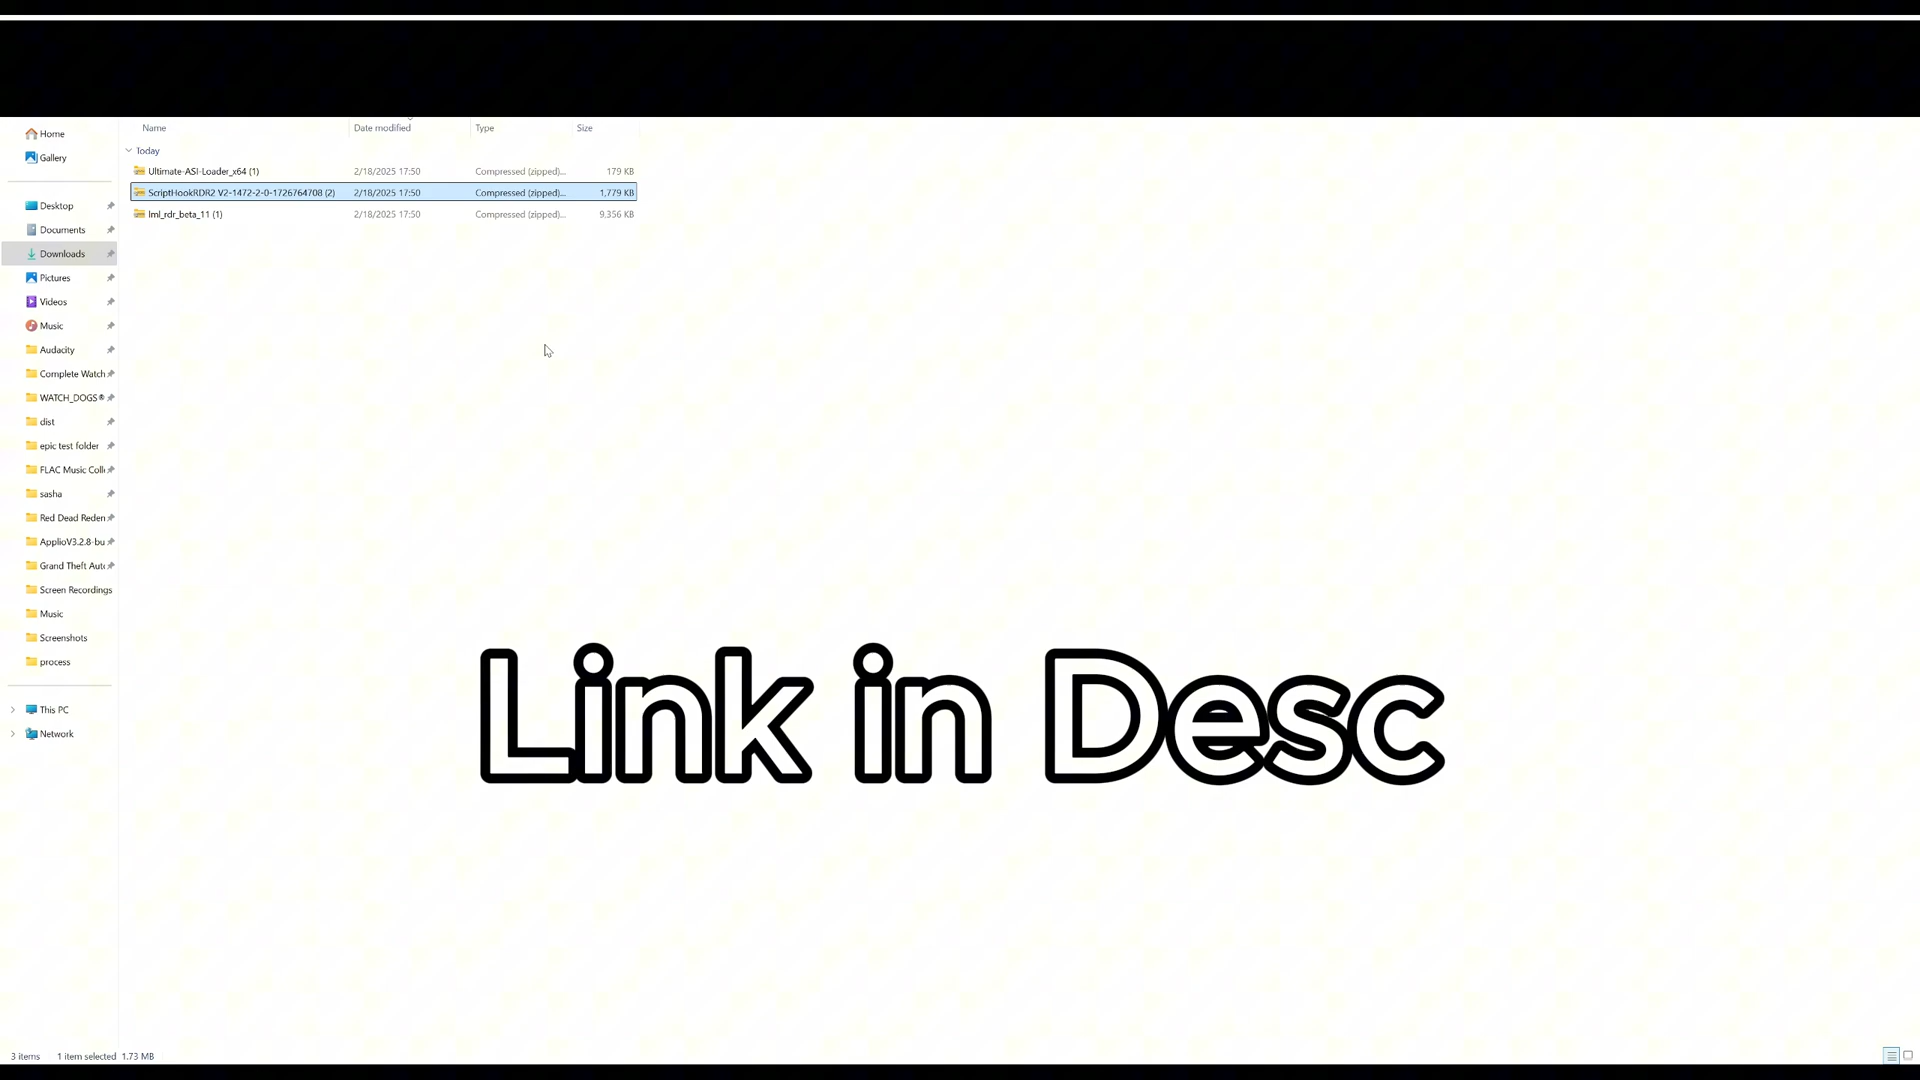 Name Date modified Type Size
Today
Ultimate-ASI-Loader_x64 (1) 2/18/2025 17:50 Compressed (zipped)... 179 KB
ScriptHookRDR2 V2-1472-2-0-1726764708 (2) 2/18/2025 17:50 Compressed (zipped)... 1,779 KB
lml_rdr_beta_11 (1) 2/18/2025 17:50 Compressed (zipped)... 9,356 KB
Home
Gallery
Desktop
Documents
Downloads
Pictures
Videos
Music
Audacity
Complete Watch
WATCH_DOGS®
dist
epic test folder
FLAC Music Coll
sasha
Red Dead Reden
ApplioV3.2.8-bu
Grand Theft Aut
Screen Recordings
Music
Screenshots
process
This PC
Network
Link in Desc
3 items 1 item selected 1.73 MB